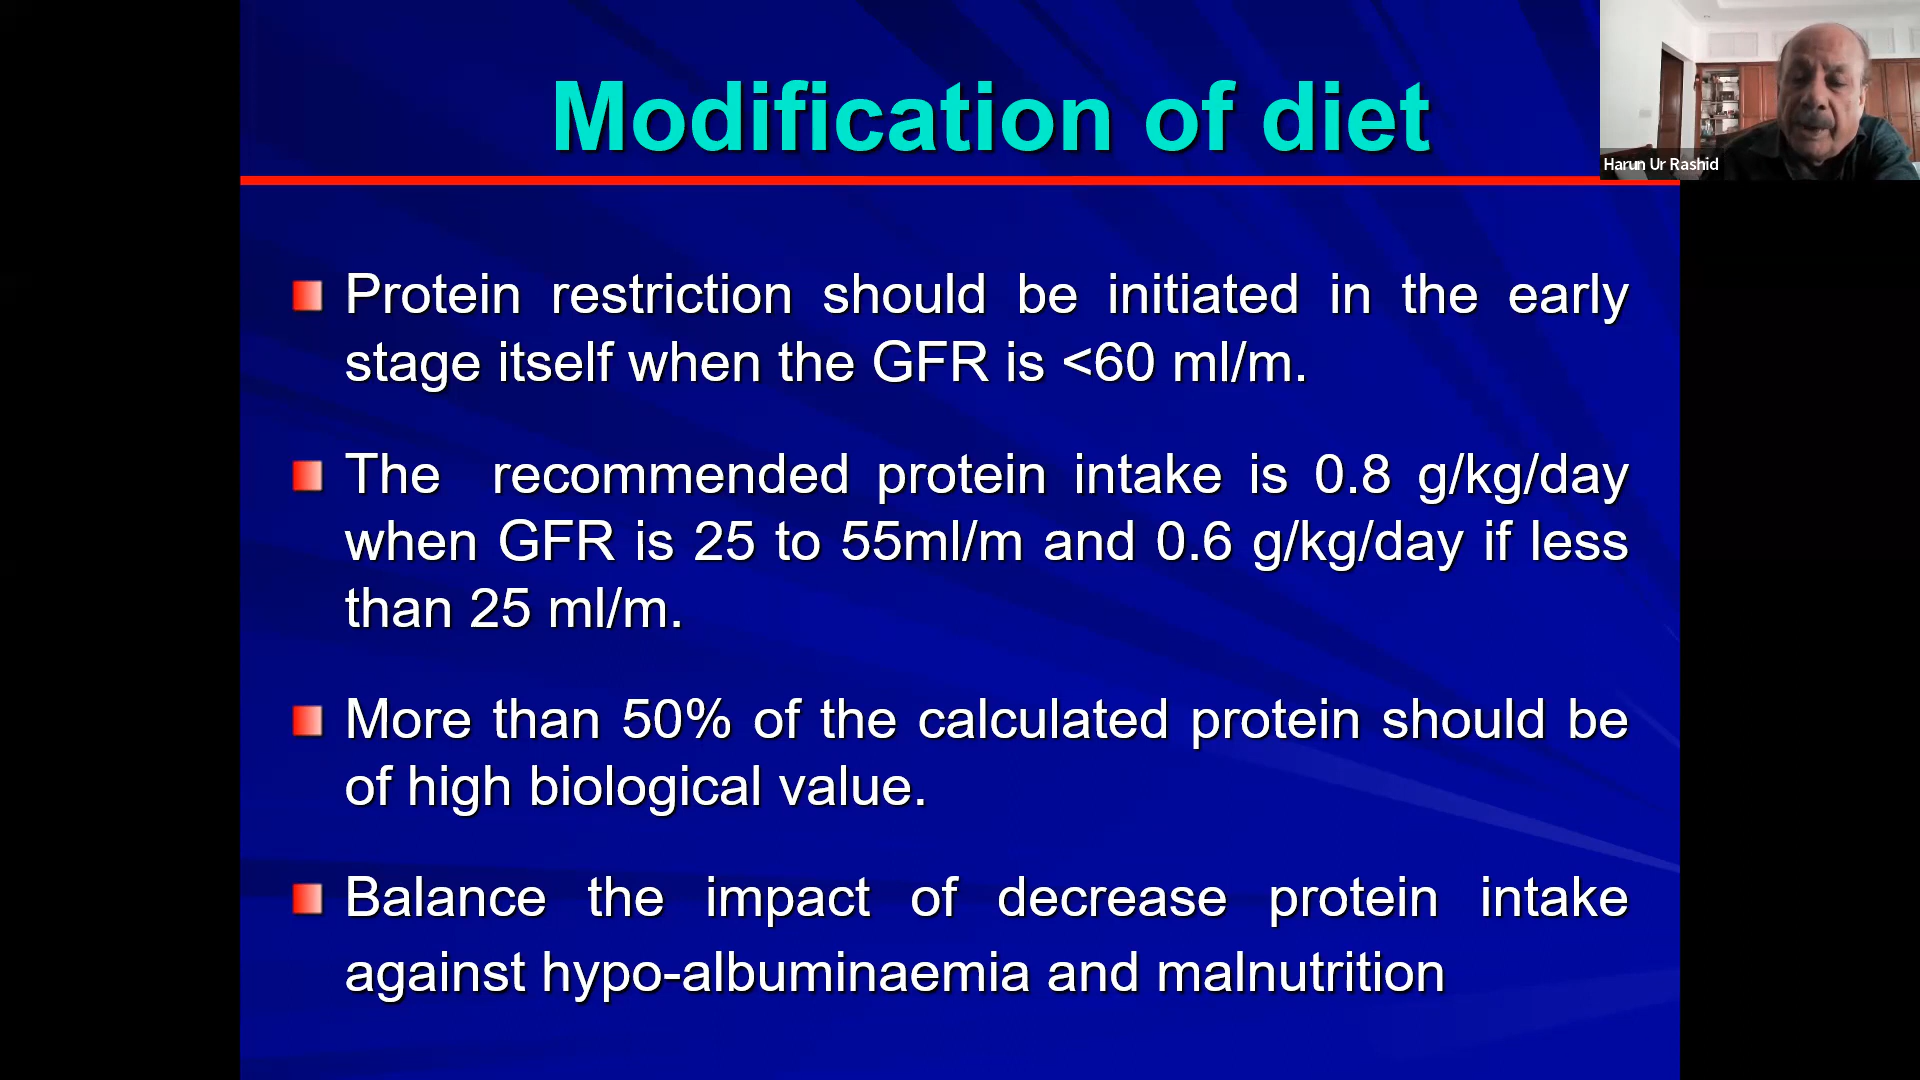 Modification of diet
Harun Ur Rashid
Protein restriction should be initiated in the early
stage itself when the GFR is <60 ml/m.
The recommended protein intake is 0.8 g/kg/day
when GFR is 25 to 55ml/m and 0.6 g/kg/day if less
than 25 ml/m.
More than 50% of the calculated protein should be
of high biological value.
Balance the impact of decrease protein intake
against hypo-albuminaemia and malnutrition